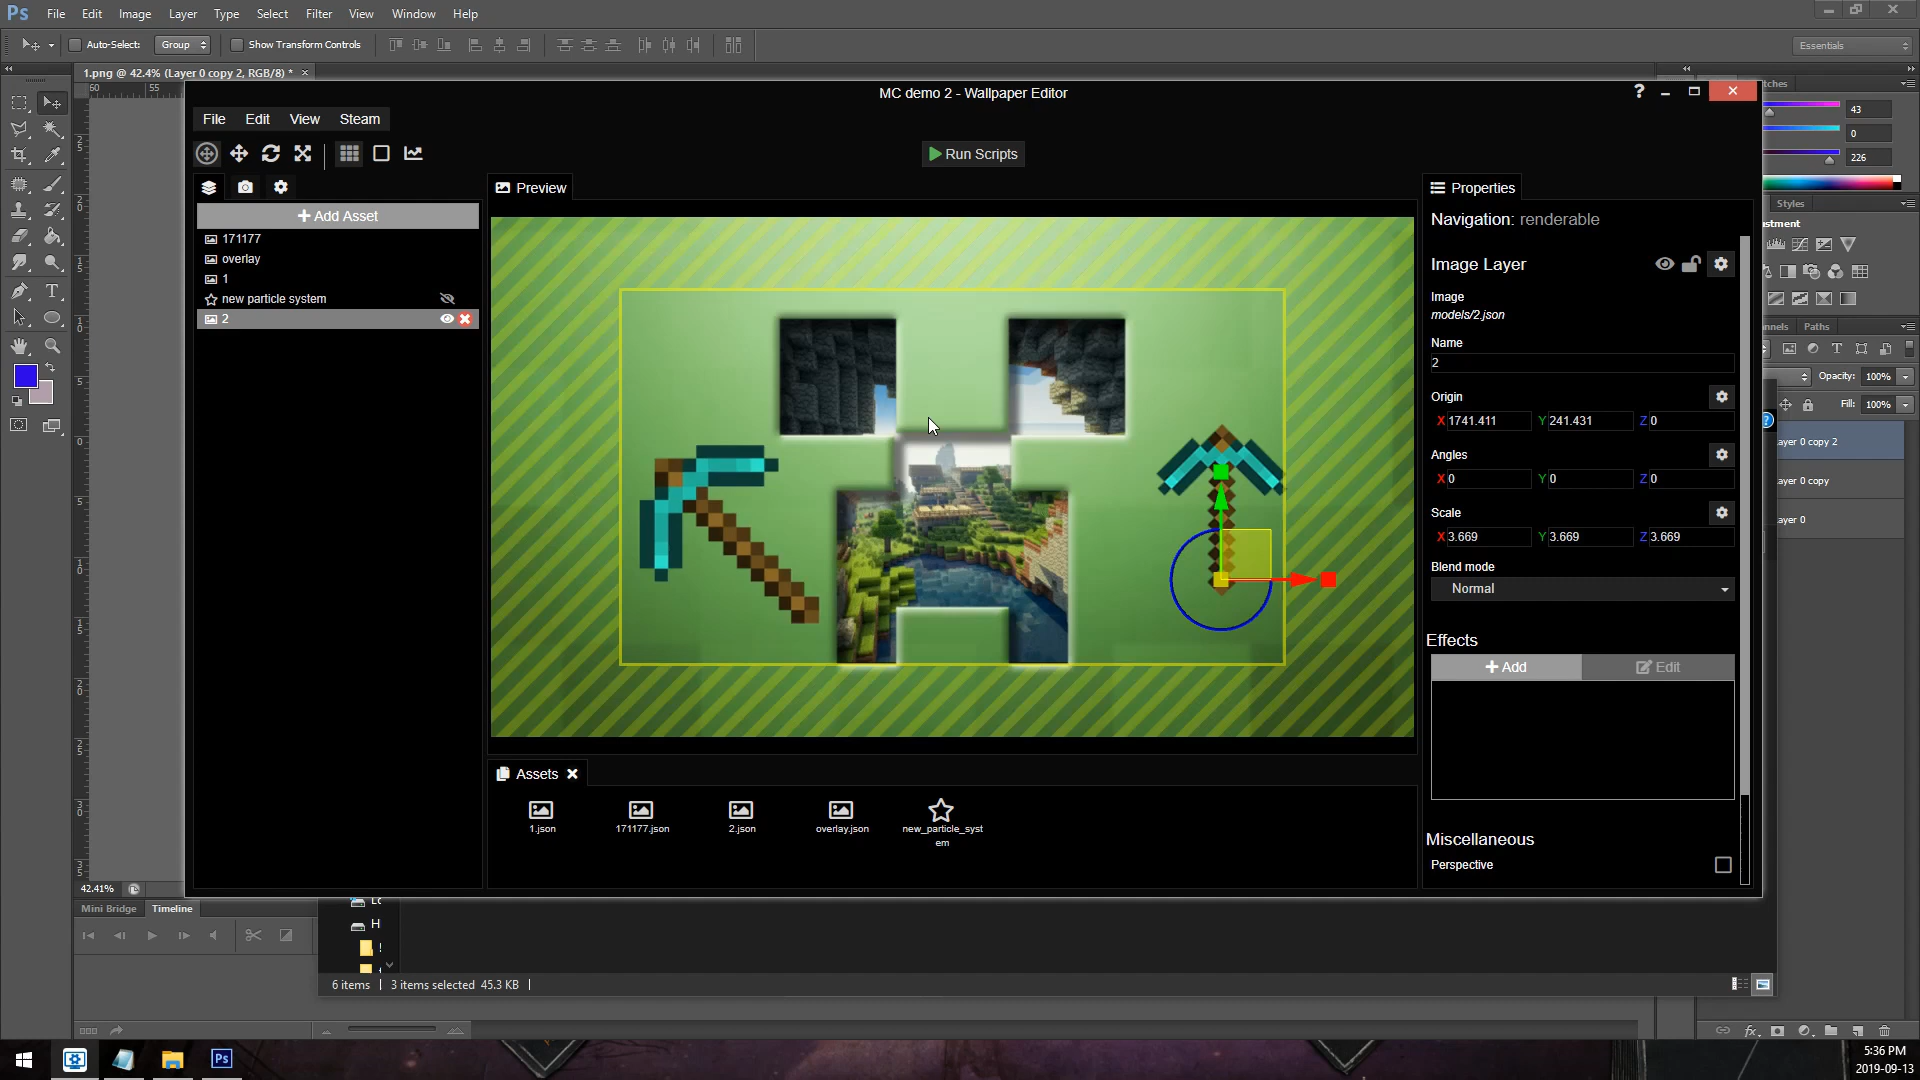 Ps File Edit Image Layer Type Select Filter View Window Help
Auto-Select: Group Show Transform Controls Essentials
1.png @ 42.4% (Layer 0 copy 2, RGB/8) * ×
60 55
MC demo 2 - Wallpaper Editor
File Edit View Steam
Run Scripts
Preview
Properties
Add Asset
171177
overlay
1
new particle system
2
Navigation: renderable
Image Layer
Image
models/2.json
Name
2
Origin
X 1741.411 Y 241.431 Z 0
Angles
X 0 Y 0 Z 0
Scale
X 3.669 Y 3.669 Z 3.669
Blend mode
Normal
Effects
Add Edit
Miscellaneous
Perspective
Assets
1.json 171177.json 2.json overlay.json new_particle_syst
em
tches
43
0
226
Styles
stment
nnels Paths
Opacity: 100%
Fill: 100%
ayer 0 copy 2
ayer 0 copy
ayer 0
42.41%
Mini Bridge Timeline
6 items 3 items selected 45.3 KB
Ps
5:36 PM
2019-09-13